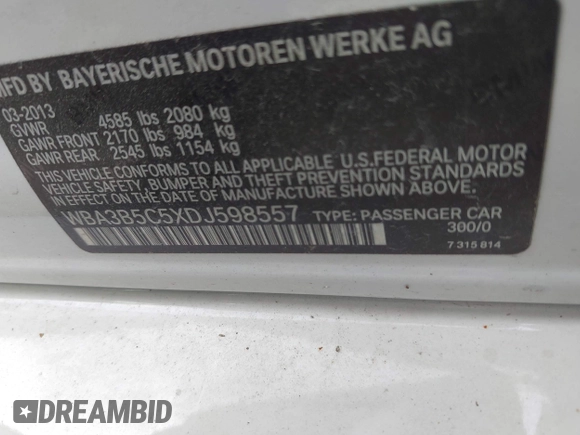 MFD BY BAYERISCHE MOTOREN WERKE AG
03-2013
GVWR 4585 lbs 2080 kg
GAWR FRONT 2170 lbs 984 kg
GAWR REAR 2545 lbs 1154 kg
THIS VEHICLE CONFORMS TO ALL APPLICABLE U.S.FEDERAL MOTOR
VEHICLE SAFETY, BUMPER, AND THEFT PREVENTION STANDARDS
IN EFFECT ON THE DATE OF MANUFACTURE SHOWN ABOVE.
WBA3B5C5XDJ598557 TYPE: PASSENGER CAR
300/0
7 315 814
DREAMBID